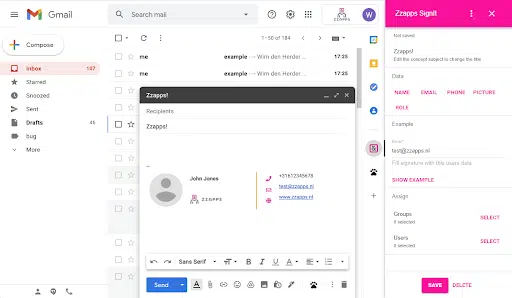 Gmail
Search mail
ZZAPPS
W
Zzapps SignIt
Compose
1–50 of 184
Not saved
Zzapps!
Edit the concept subject to change the title
Inbox 107
Starred
Snoozed
Sent
Drafts 45
bug
More
me example Wim den Herder ... 17:25
me example Wim den Herder ... 17:25
Zzapps!
Recipients
Zzapps!
--
John Jones
ZZAPPS
+31612345678
test@zzapps.nl
www.zzapps.nl
Sans Serif
B I U A
Send
Data
NAME EMAIL PHONE PICTURE
ROLE
Example
Email*
test@zzapps.nl
Fill signature with this users data
SHOW EXAMPLE
Assign
Groups SELECT
0 selected
Users SELECT
0 selected
SAVE DELETE